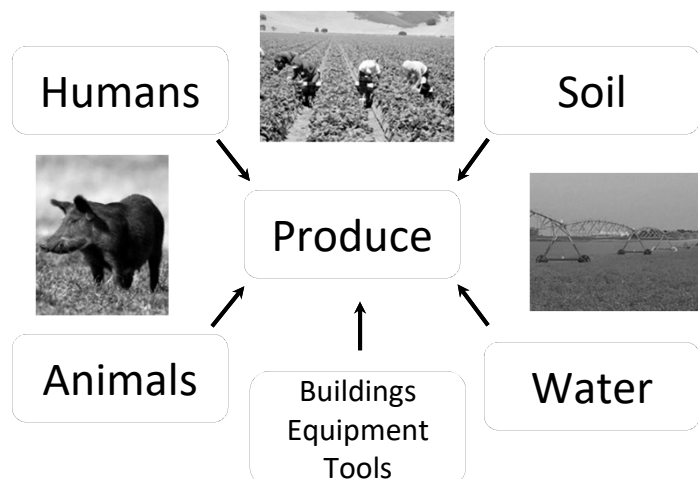 Humans
Soil
Produce
Animals
Buildings
Equipment
Tools
Water